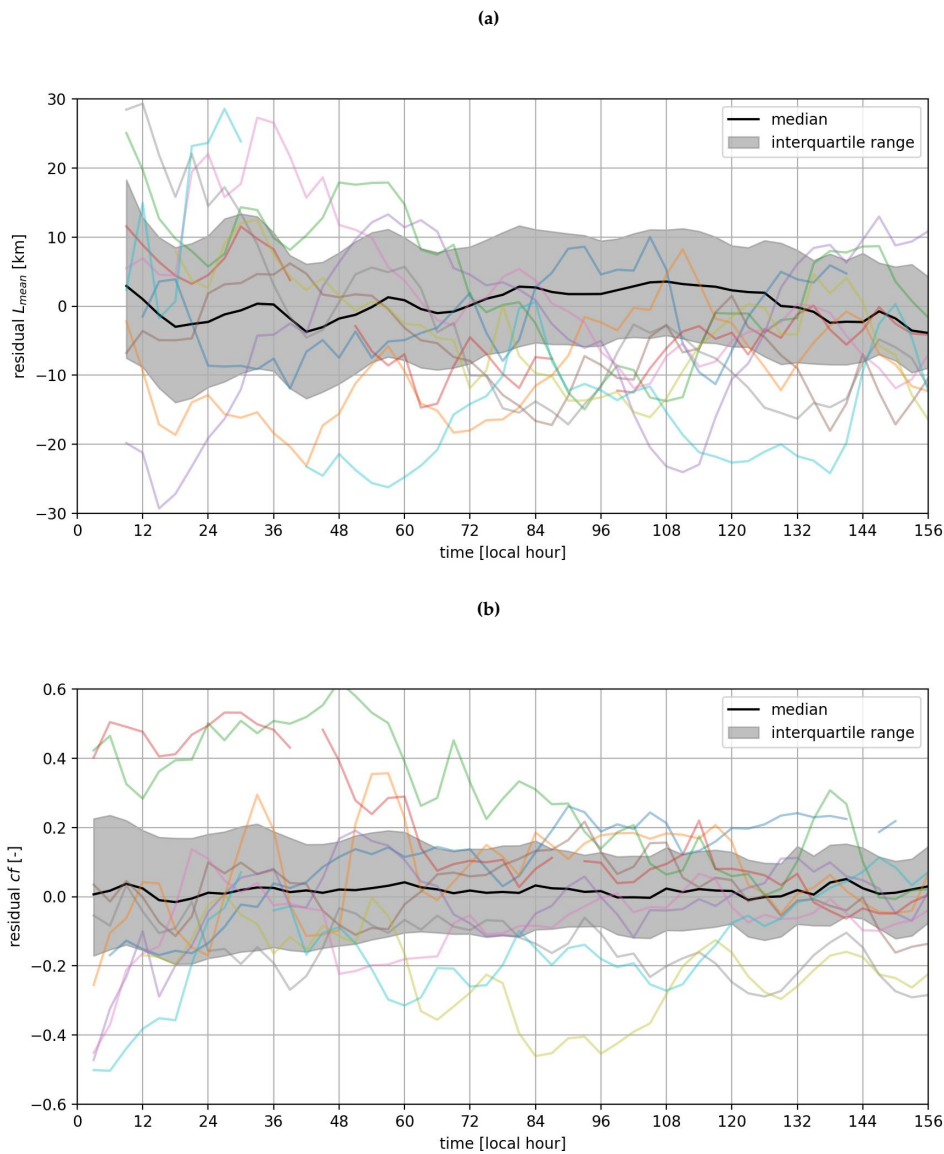 (a)
30
20
10
0
−10
−20
−30
residual L_mean [km]
median
interquartile range
0 12 24 36 48 60 72 84 96 108 120 132 144 156
time [local hour]
(b)
0.6
0.4
0.2
0.0
−0.2
−0.4
−0.6
residual cf [-]
median
interquartile range
0 12 24 36 48 60 72 84 96 108 120 132 144 156
time [local hour]